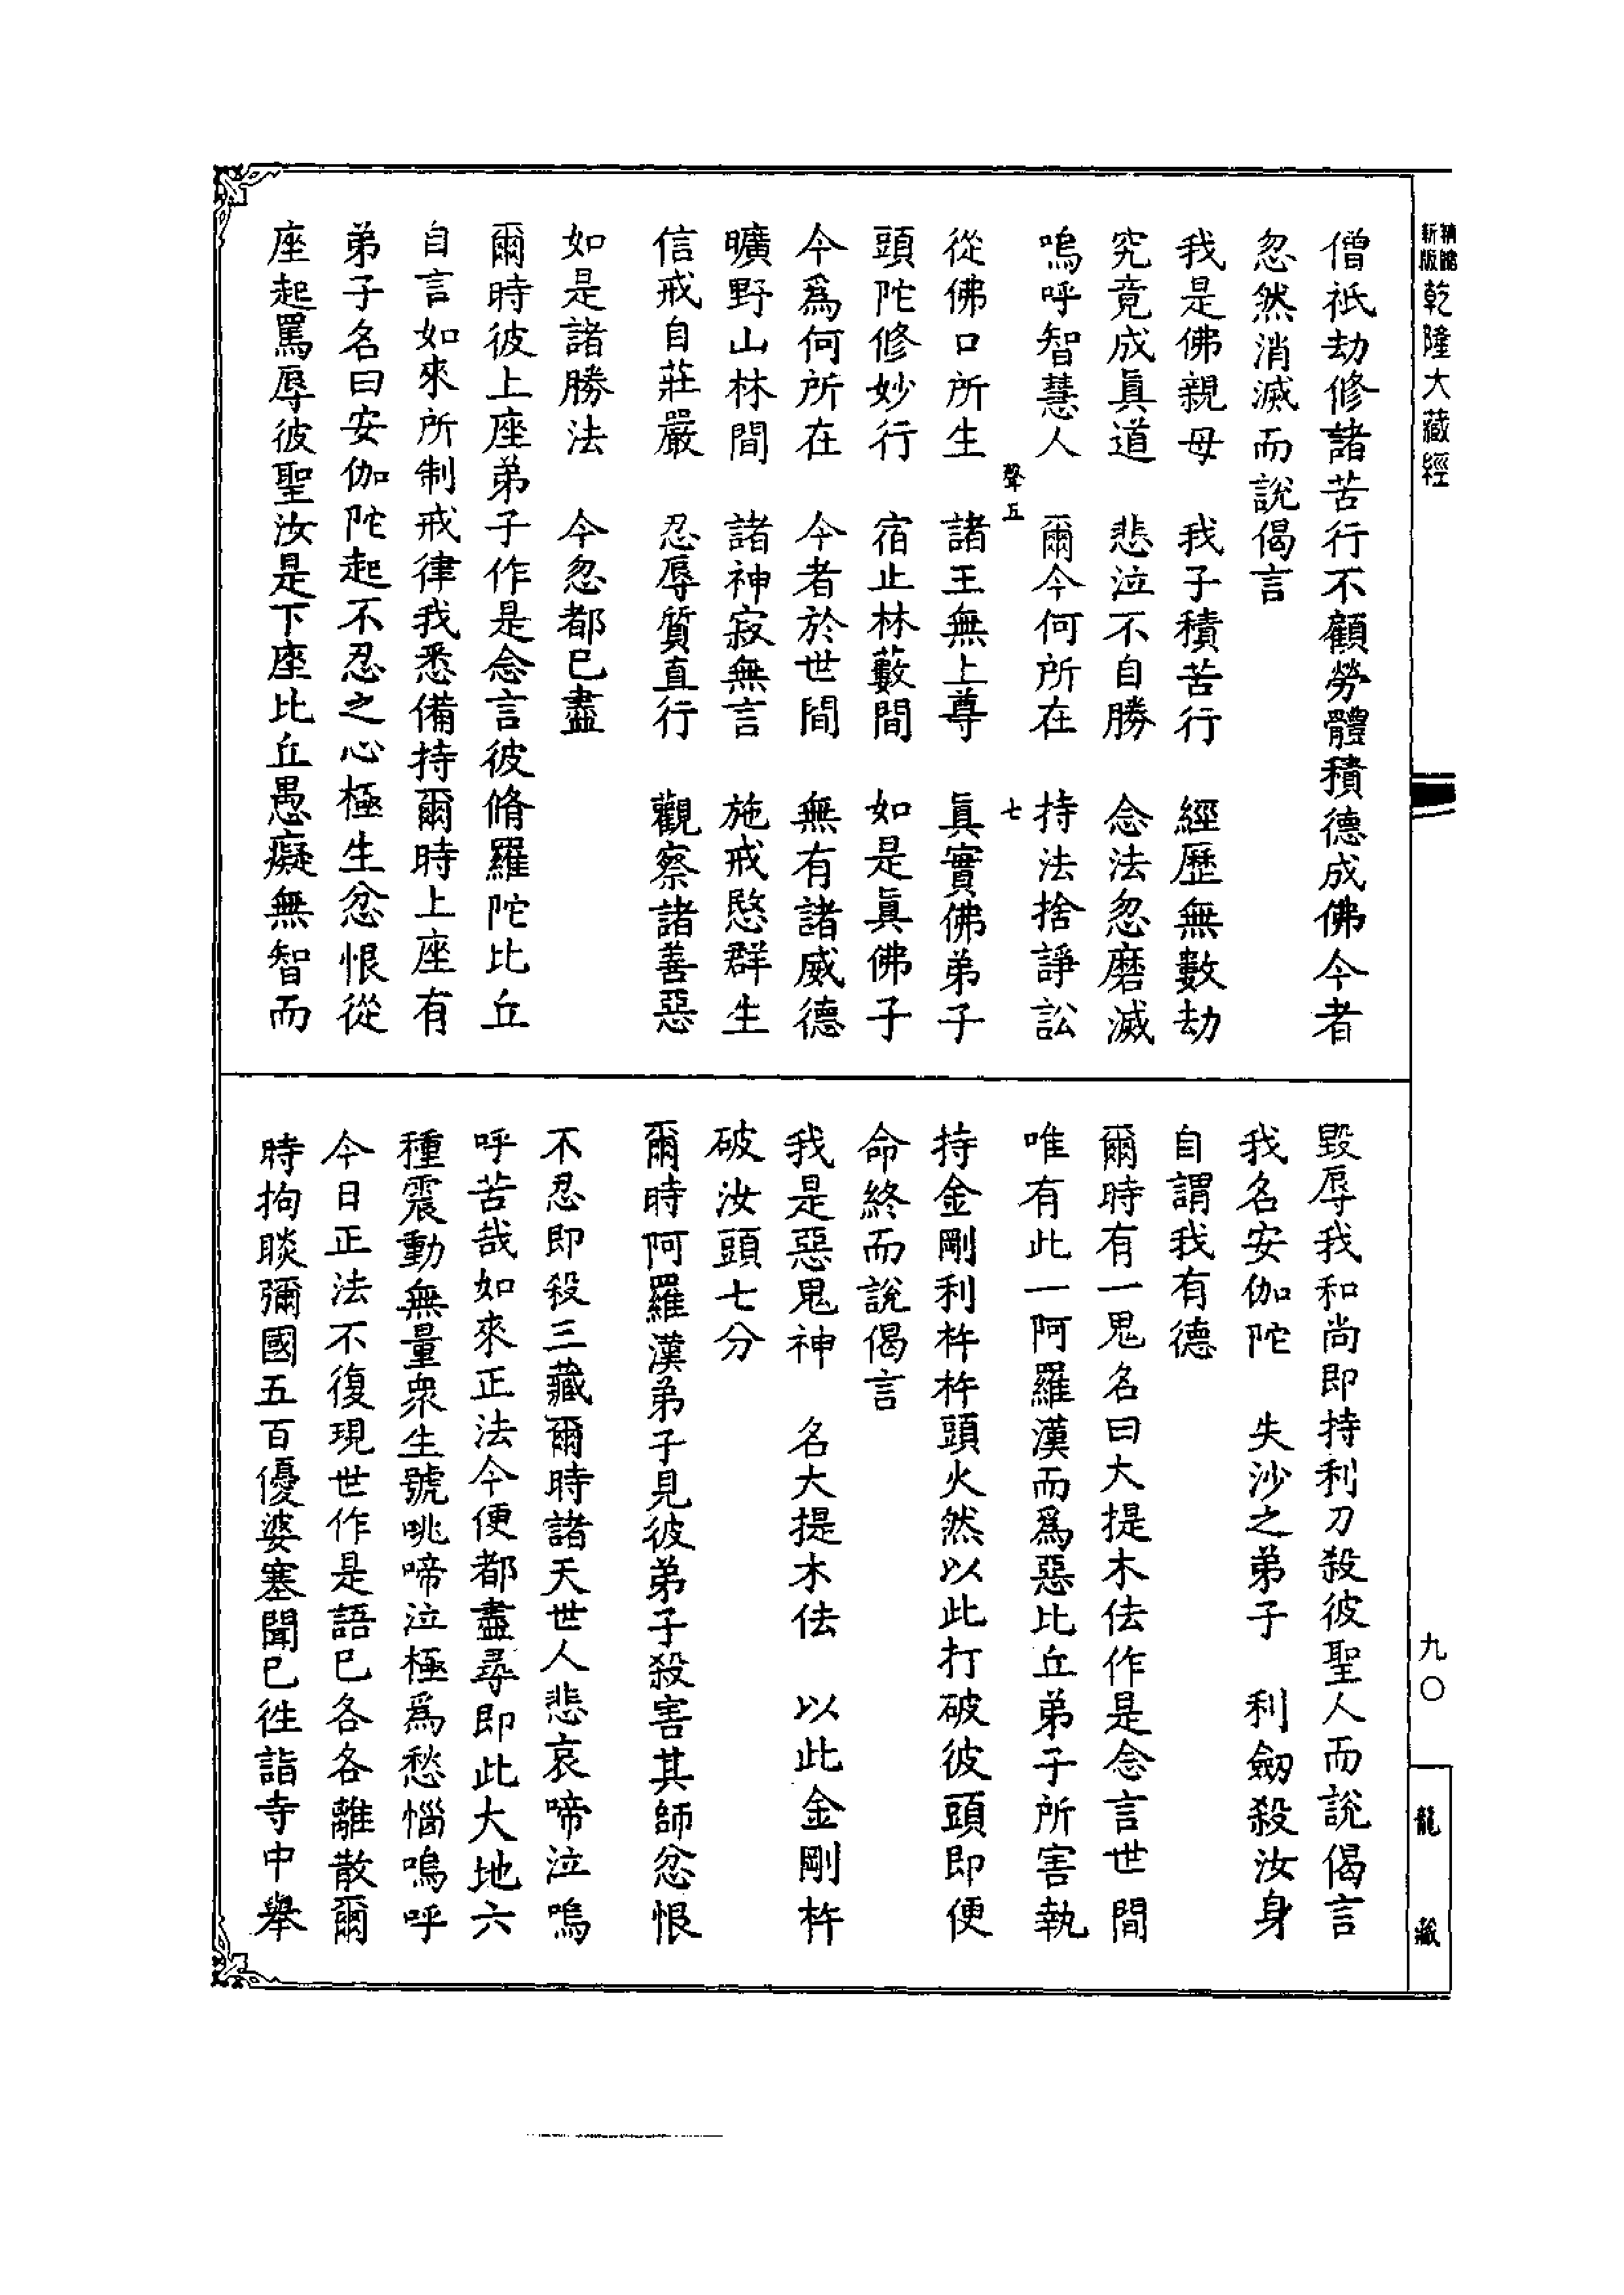 新版
乾隆大藏經
僧祇劫修諸苦行不顧勞體積德成佛今者
忽然消滅而說偈言
我是佛親母　我子積苦行　經歷無數劫
究竟成眞道　悲泣不自勝　念法忽磨滅
嗚呼智慧人　爾今何所在　持法捨諍訟
聲五　七
從佛口所生　諸王無上尊　眞實佛弟子
頭陀修妙行　宿止林藪間　如是眞佛子
今爲何所在　今者於世間　無有諸威德
曠野山林間　諸神寂無言　施戒愍群生
信戒自莊嚴　忍辱質直行　觀察諸善惡
如是諸勝法　今忽都已盡
爾時彼上座弟子作是念言彼脩羅陀比丘
自言如來所制戒律我悉備持爾時上座有
弟子名曰安伽陀起不忍之心極生忿恨從
座起罵辱彼聖汝是下座比丘愚癡無智而
毀辱我和尚即持利刀殺彼聖人而說偈言
我名安伽陀　失沙之弟子　利劒殺汝身
自謂我有德
爾時有一鬼名曰大提木佉作是念言世間
唯有此一阿羅漢而爲惡比丘弟子所害執
持金剛利杵杵頭火然以此打破彼頭即便
命終而說偈言
我是惡鬼神　名大提木佉　以此金剛杵
破汝頭七分
爾時阿羅漢弟子見彼弟子殺害其師忿恨
不忍即殺三藏爾時諸天世人悲哀啼泣嗚
呼苦哉如來正法今便都盡尋即此大地六
種震動無量衆生號咷啼泣極爲愁惱嗚呼
今日正法不復現世作是語已各各離散爾
時拘睒彌國五百優婆塞聞已徃詣寺中舉
九〇
龍藏